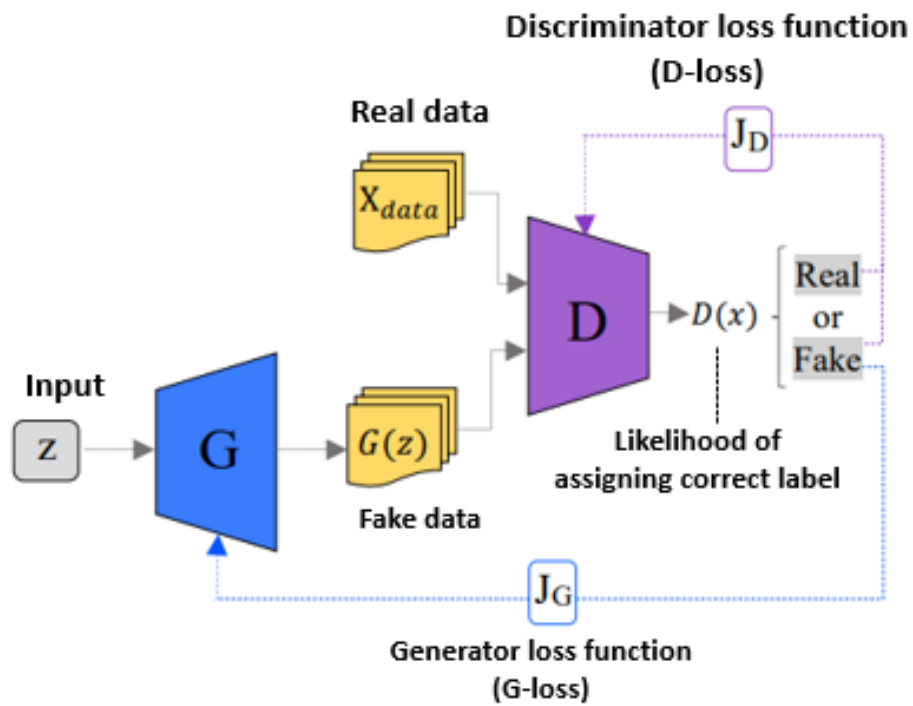 Discriminator loss function
(D-loss)
Real data
J_D
X_data
D
D(x)
Real
or
Fake
Input
z
G
G(z)
Likelihood of
assigning correct label
Fake data
J_G
Generator loss function
(G-loss)